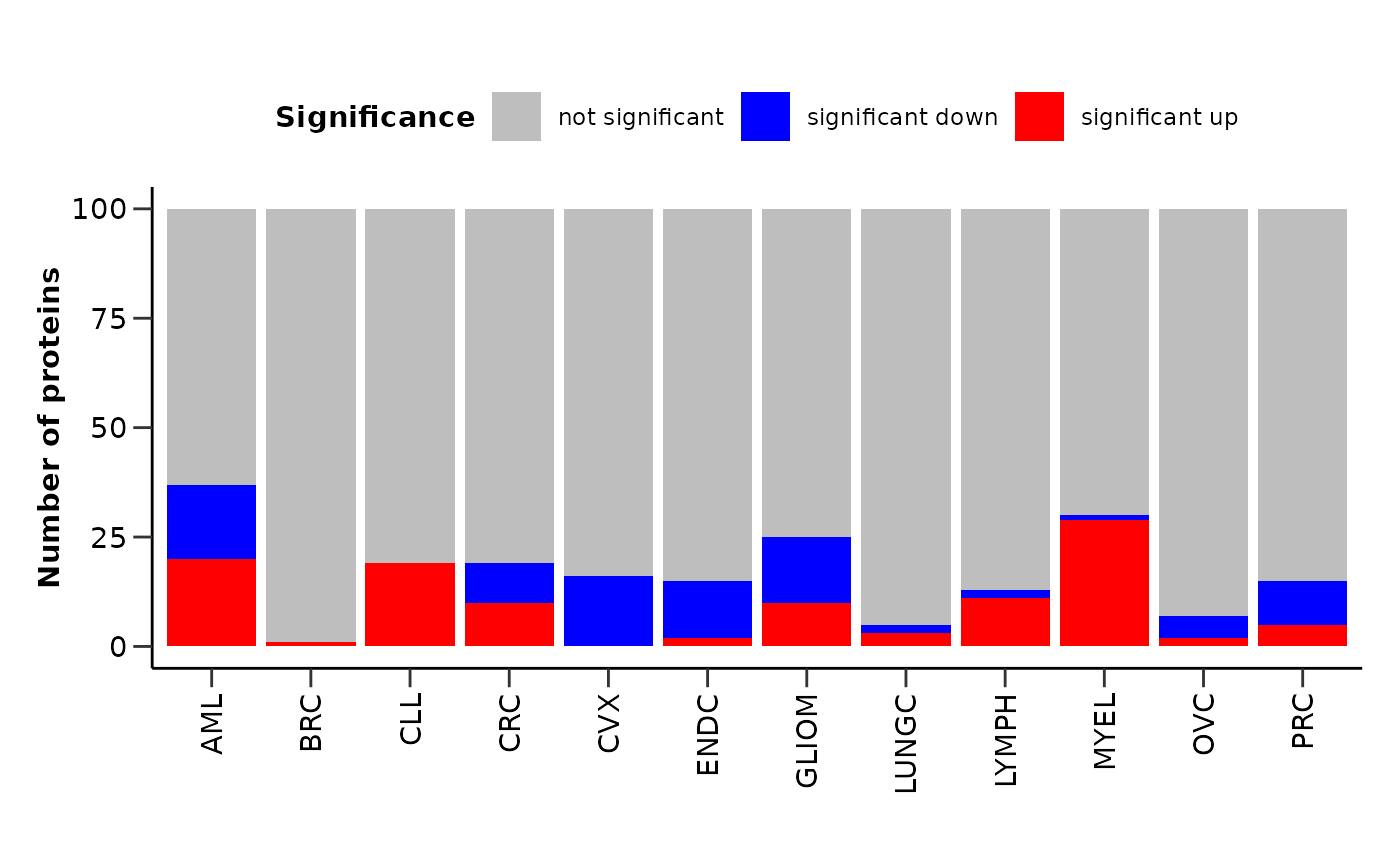 Significance not significant significant down significant up
Number of proteins
100
75
50
25
0
AML BRC CLL CRC CVX ENDC GLIOM LUNGC LYMPH MYEL OVC PRC